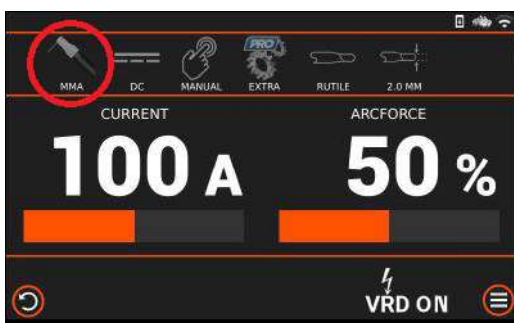 MMA DC MANUAL PRO EXTRA RUTILE 2.0 MM
CURRENT ARCFORCE
100 A 50 %
VRD ON